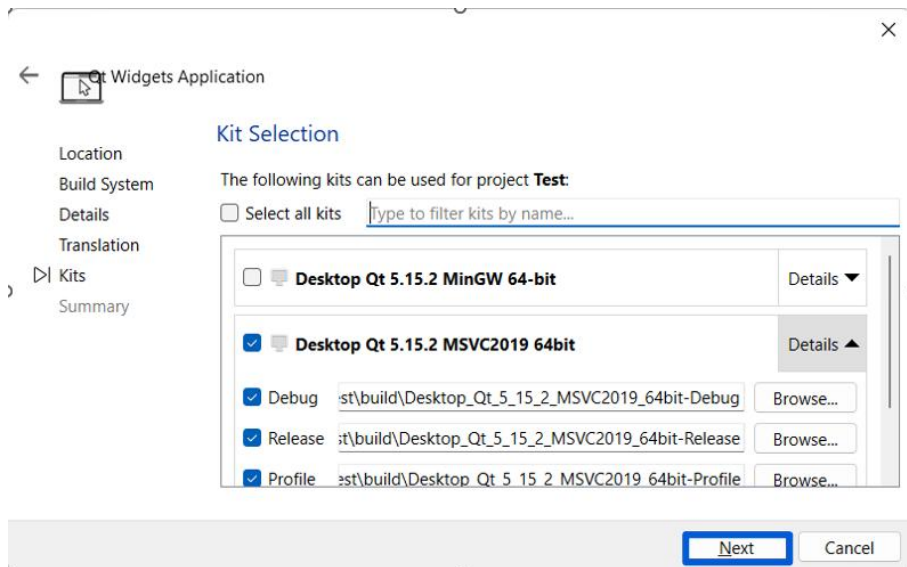 Qt Widgets Application
Location
Build System
Details
Translation
Kits
Summary
Kit Selection
The following kits can be used for project Test:
Select all kits
Type to filter kits by name...
Desktop Qt 5.15.2 MinGW 64-bit
Details
Desktop Qt 5.15.2 MSVC2019 64bit
Details
Debug est\build\Desktop_Qt_5_15_2_MSVC2019_64bit-Debug Browse...
Release st\build\Desktop_Qt_5_15_2_MSVC2019_64bit-Release Browse...
Profile est\build\Desktop_Qt_5_15_2_MSVC2019_64bit-Profile Browse...
Next Cancel